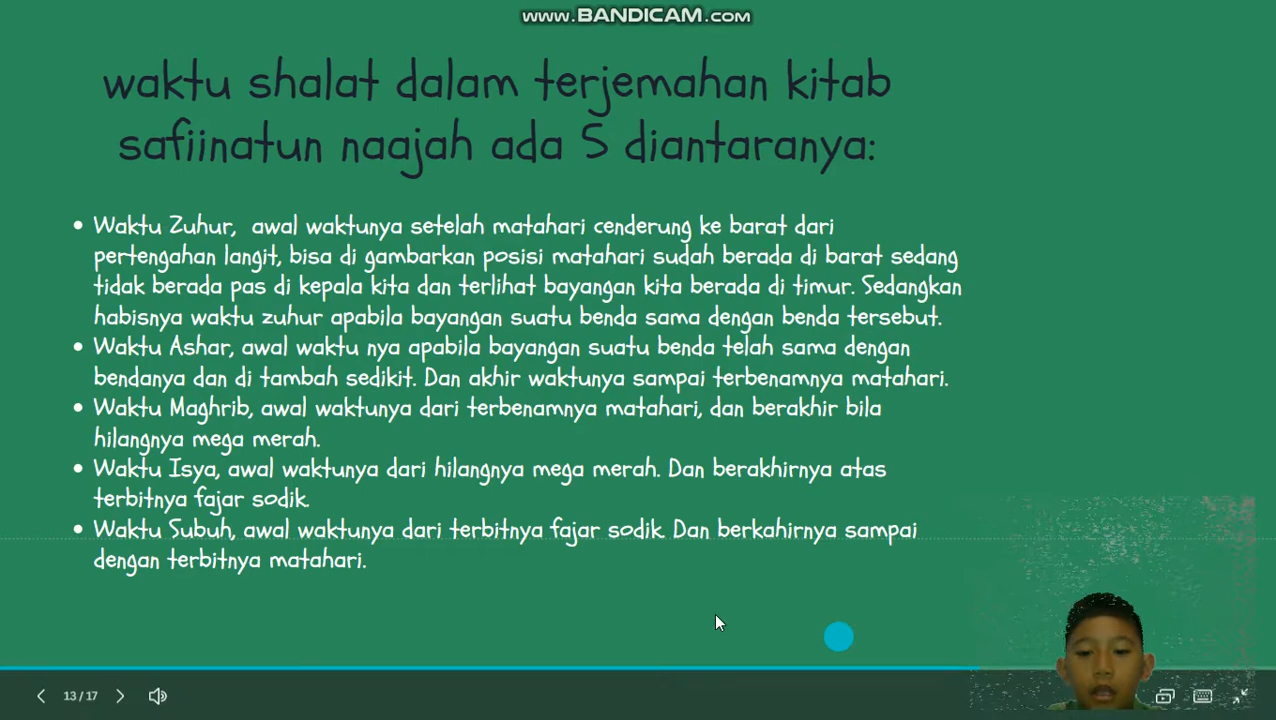 WWW.BANDICAM.COM
waktu shalat dalam terjemahan kitab
safiinatun naajah ada 5 diantaranya:
• Waktu Zuhur, awal waktunya setelah matahari cenderung ke barat dari
pertengahan langit, bisa di gambarkan posisi matahari sudah berada di barat sedang
tidak berada pas di kepala kita dan terlihat bayangan kita berada di timur. Sedangkan
habisnya waktu zuhur apabila bayangan suatu benda sama dengan benda tersebut.
• Waktu Ashar, awal waktu nya apabila bayangan suatu benda telah sama dengan
bendanya dan di tambah sedikit. Dan akhir waktunya sampai terbenamnya matahari.
• Waktu Maghrib, awal waktunya dari terbenamnya matahari, dan berakhir bila
hilangnya mega merah.
• Waktu Isya, awal waktunya dari hilangnya mega merah. Dan berakhirnya atas
terbitnya fajar sodik.
• Waktu Subuh, awal waktunya dari terbitnya fajar sodik. Dan berkahirnya sampai
dengan terbitnya matahari.
13 / 17